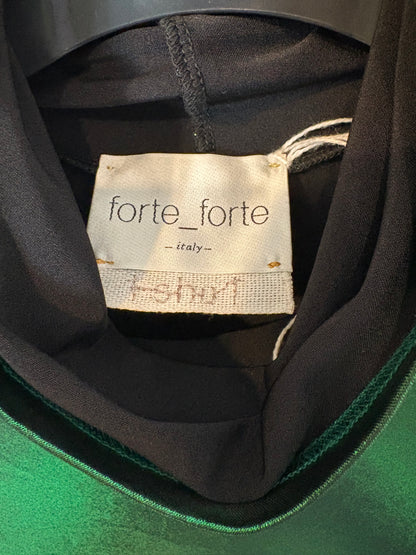 forte_forte
– italy –
t-shirt